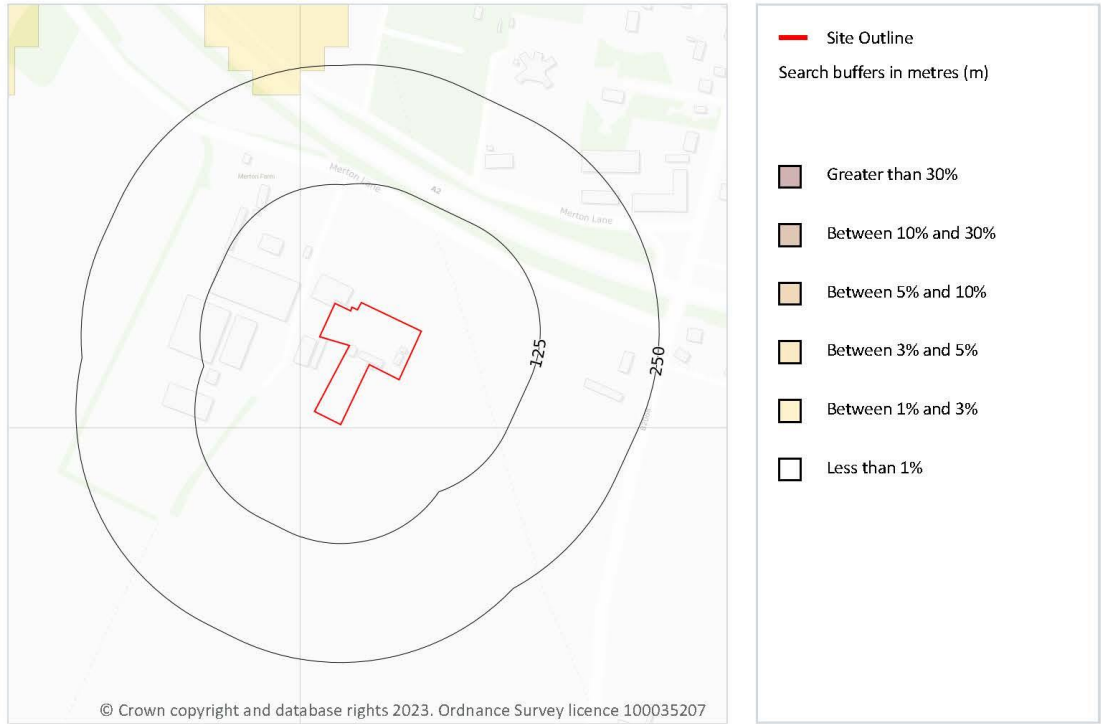 Merton Farm
Merton Lane
A2
Merton Lane
125
250
© Crown copyright and database rights 2023. Ordnance Survey licence 100035207
Site Outline
Search buffers in metres (m)
Greater than 30%
Between 10% and 30%
Between 5% and 10%
Between 3% and 5%
Between 1% and 3%
Less than 1%